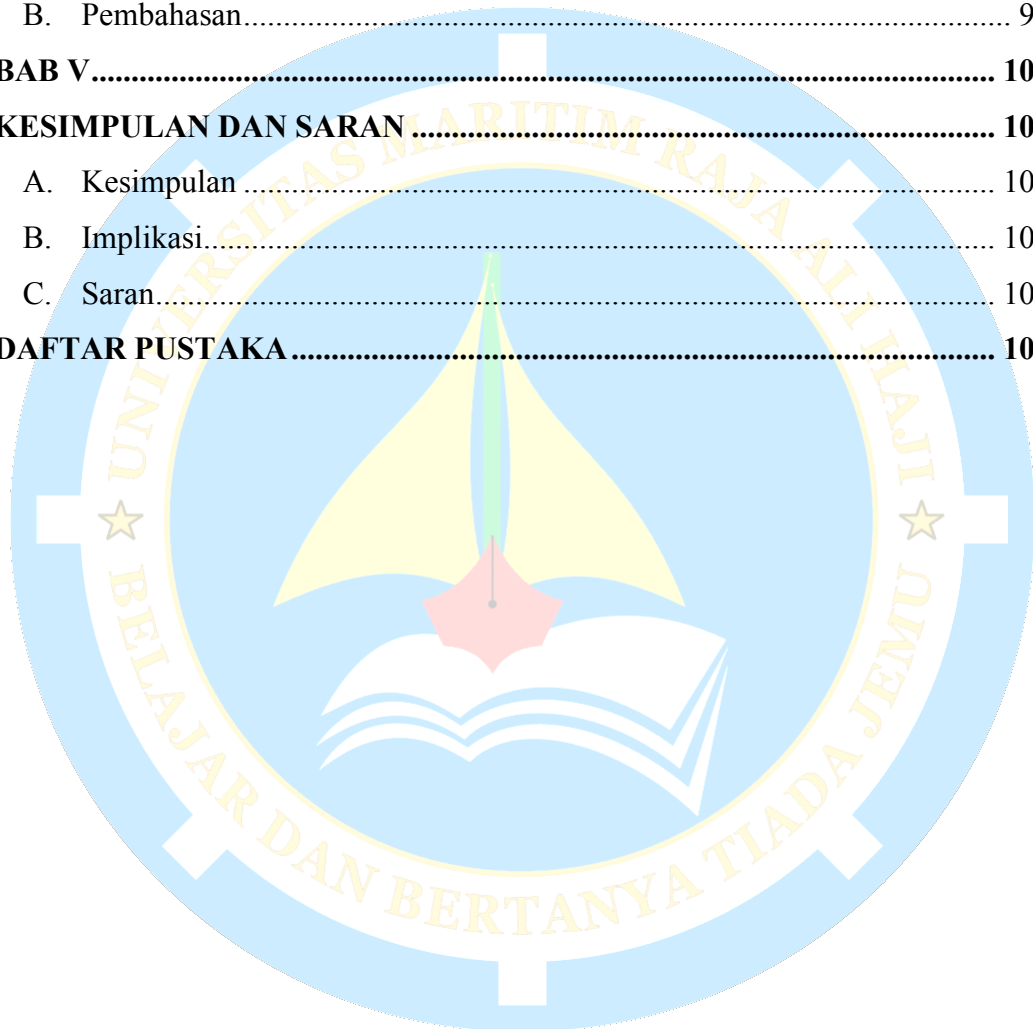 B. Pembahasan 9
BAB V 10
KESIMPULAN DAN SARAN 10
A. Kesimpulan 10
B. Implikasi 10
C. Saran 10
DAFTAR PUSTAKA 10
UNIVERSITAS MARITIM RAJA ALI HAJI
BELAJAR DAN BERTANYA TIADA JEMU